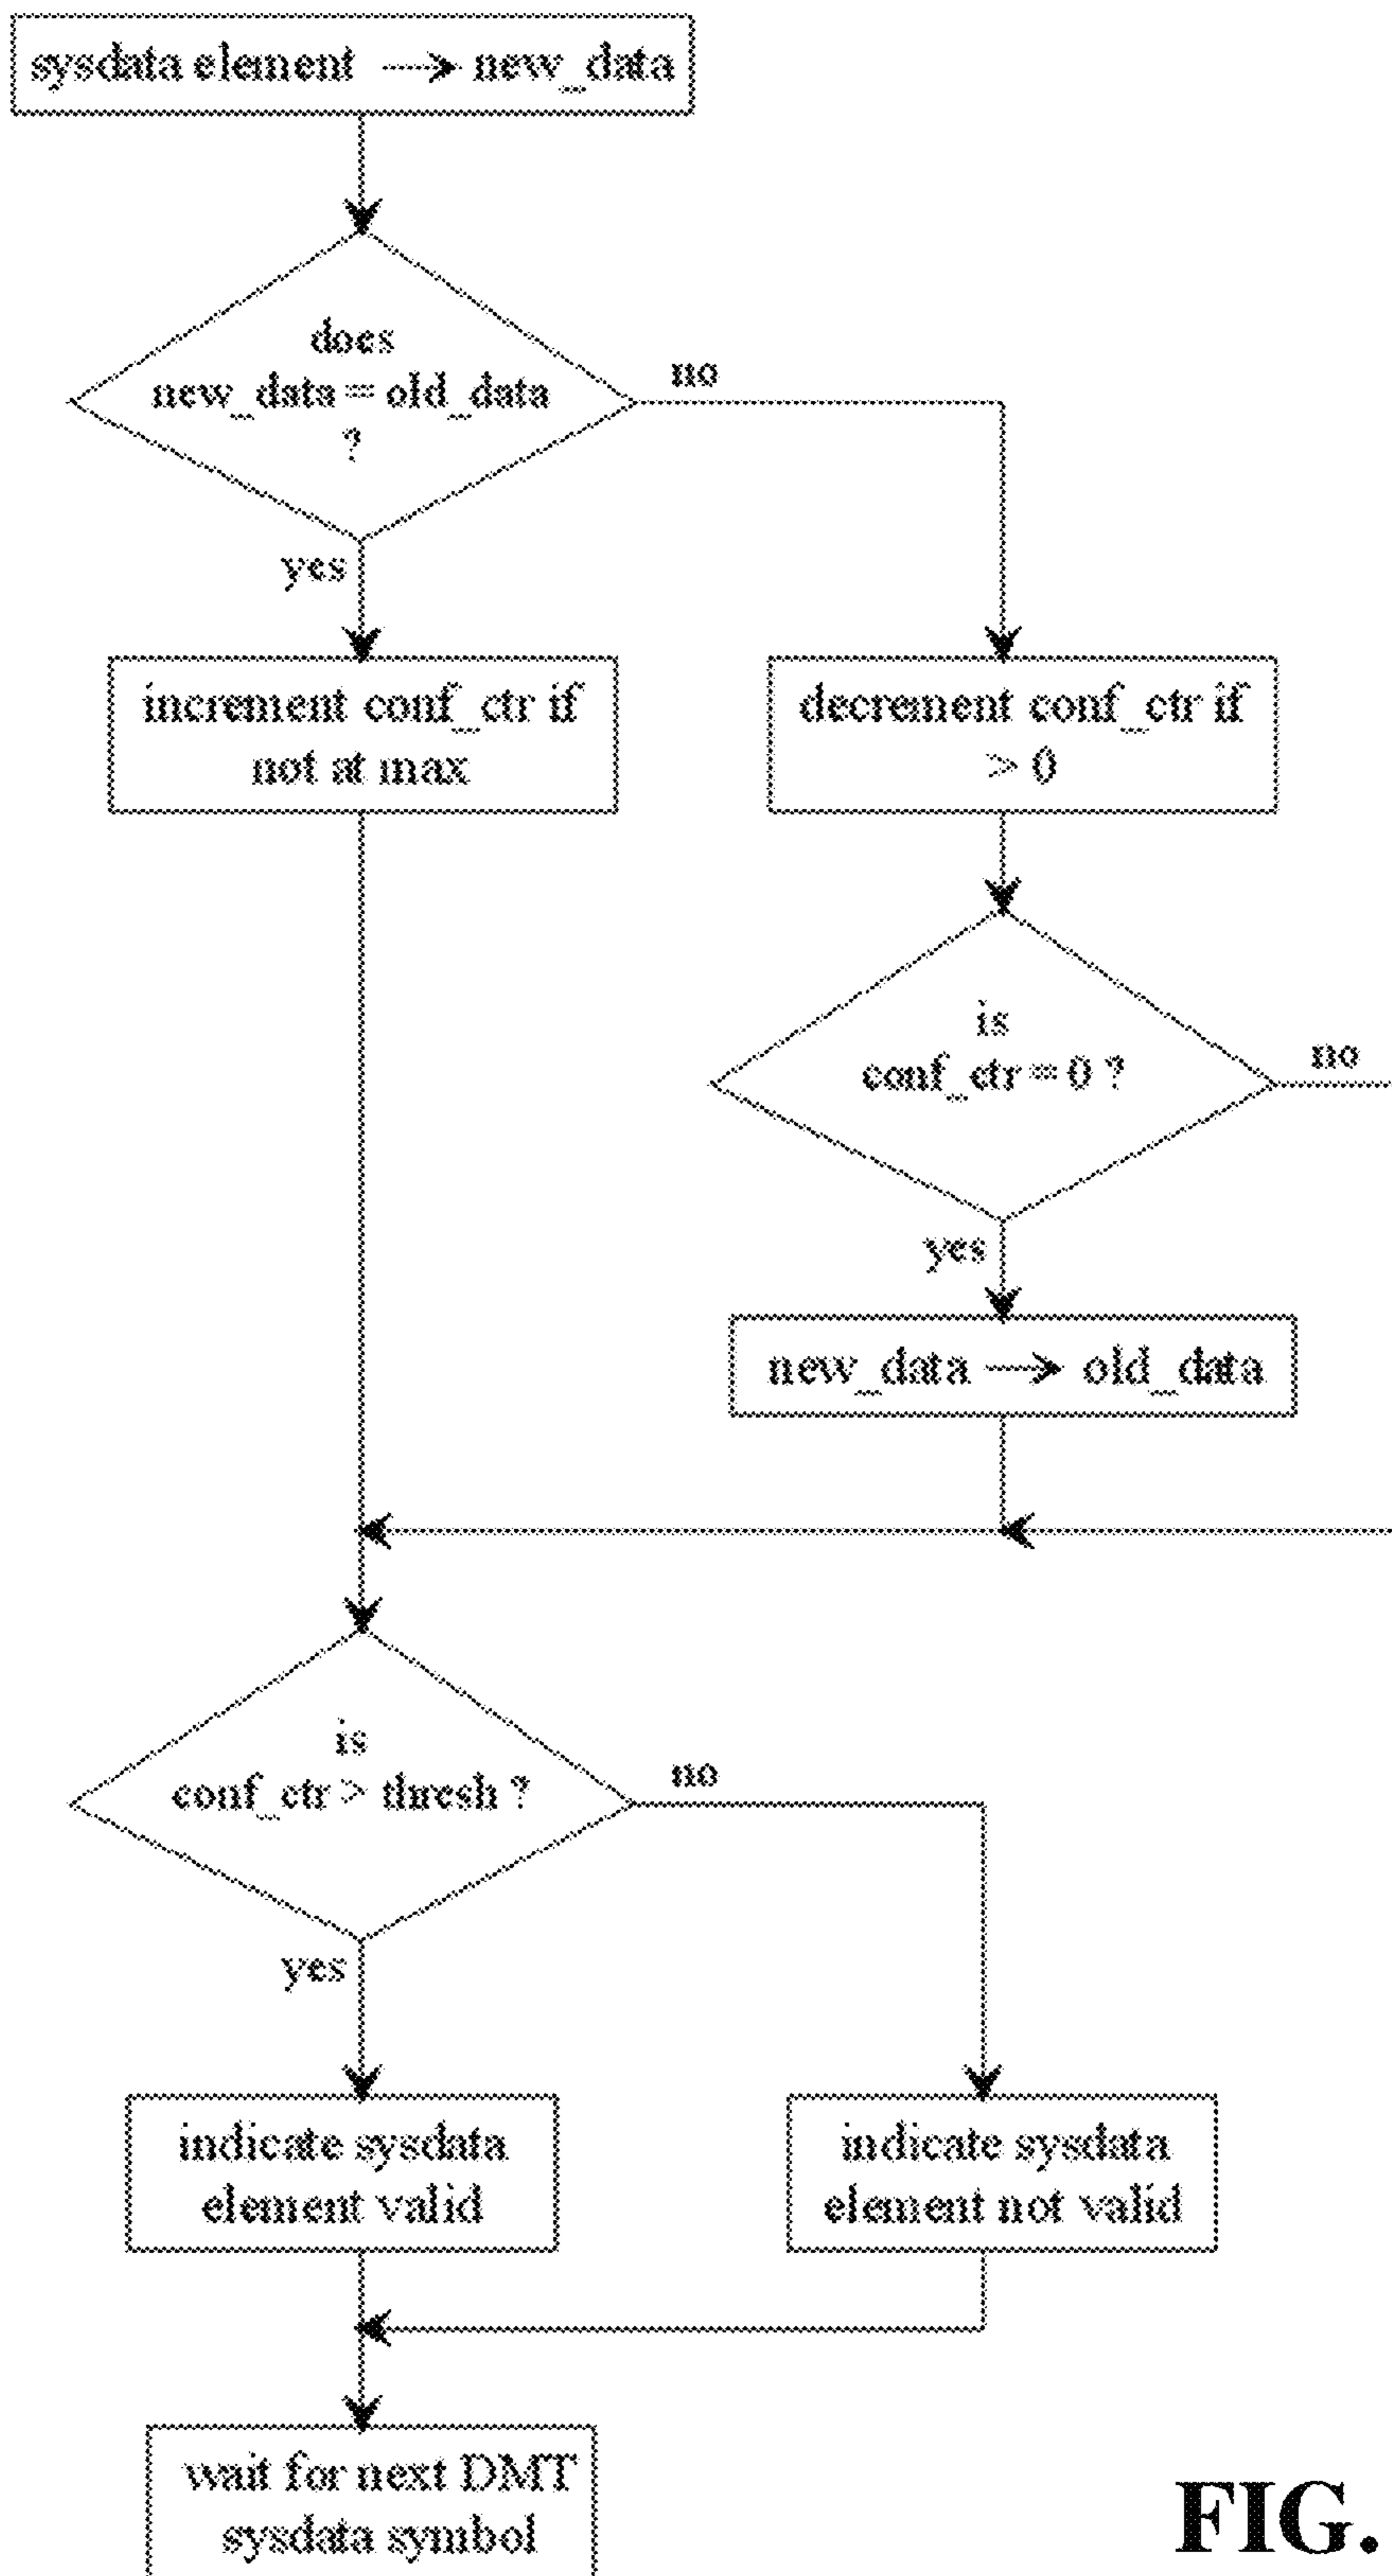 sysdata element → new_data
does
new_data = old_data
?
no
yes
increment conf_ctr if
not at max
decrement conf_ctr if
> 0
is
conf_ctr = 0 ?
no
yes
new_data → old_data
is
conf_ctr > thresh ?
no
yes
indicate sysdata
element valid
indicate sysdata
element not valid
wait for next DMT
sysdata symbol
FIG.